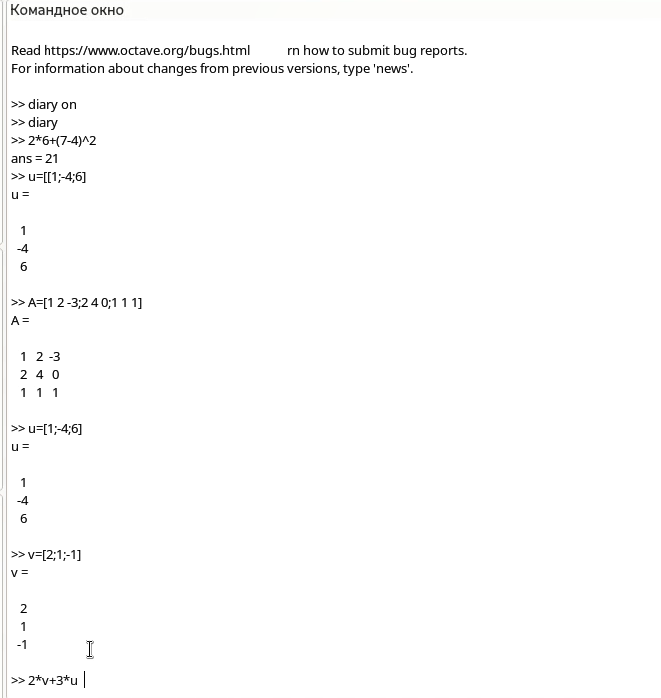 Командное окно
Read https://www.octave.org/bugs.html rn how to submit bug reports.
For information about changes from previous versions, type 'news'.
>> diary on
>> diary
>> 2*6+(7-4)^2
ans = 21
>> u=[[1;-4;6]
u =
1
-4
6
>> A=[1 2 -3;2 4 0;1 1 1]
A =
1 2 -3
2 4 0
1 1 1
>> u=[1;-4;6]
u =
1
-4
6
>> v=[2;1;-1]
v =
2
1
-1
>> 2*v+3*u